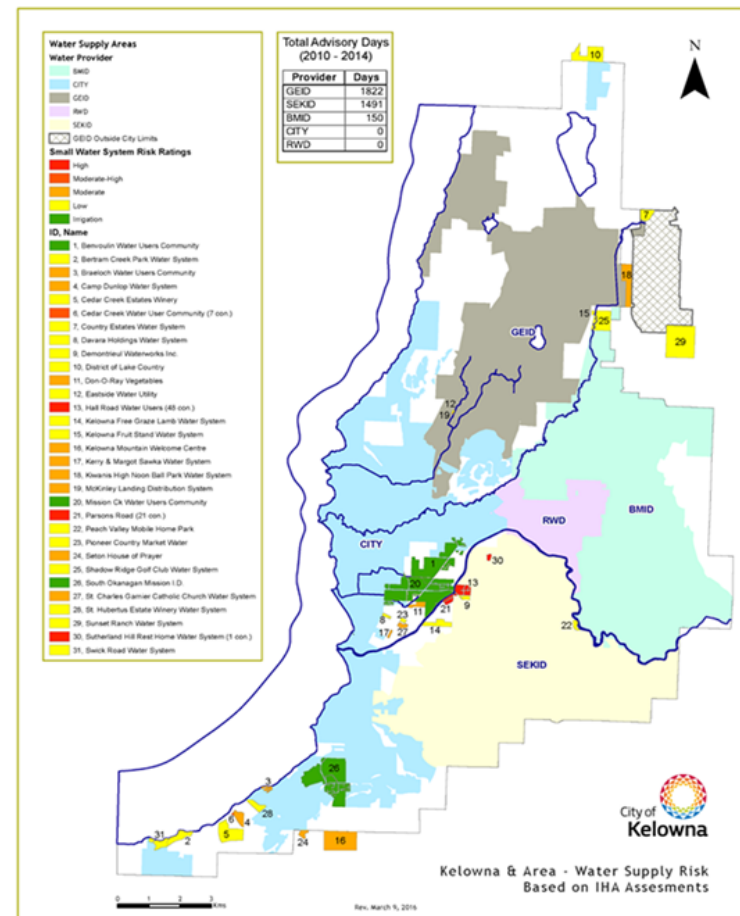 Water Supply Areas
Water Provider
BMID
CITY
GEID
RWD
SEKID
GEID Outside City Limits
Small Water System Risk Ratings
High
Moderate-High
Moderate
Low
Irrigation
ID, Name
1, Benvoulin Water Users Community
2, Bertram Creek Park Water System
3, Braeloch Water Users Community
4, Camp Dunlop Water System
5, Cedar Creek Estates Winery
6, Cedar Creek Water User Community (7 con.)
7, Country Estates Water System
8, Davara Holdings Water System
9, Demontrieul Waterworks Inc.
10, District of Lake Country
11, Don-O-Ray Vegetables
12, Eastside Water Utility
13, Hall Road Water Users (48 con.)
14, Kelowna Free Graze Lamb Water System
15, Kelowna Fruit Stand Water System
16, Kelowna Mountain Welcome Centre
17, Kerry & Margot Sawka Water System
18, Kiwanis High Noon Ball Park Water System
19, McKinley Landing Distribution System
20, Mission Ck Water Users Community
21, Parsons Road (21 con.)
22, Peach Valley Mobile Home Park
23, Pioneer Country Market Water
24, Seton House of Prayer
25, Shadow Ridge Golf Club Water System
26, South Okanagan Mission I.D.
27, St. Charles Garnier Catholic Church Water System
28, St. Hubertus Estate Winery Water System
29, Sunset Ranch Water System
30, Sutherland Hill Rest Home Water System (1 con.)
31, Swick Road Water System
Total Advisory Days
(2010 - 2014)
Provider Days
GEID 1822
SEKID 1491
BMID 150
CITY 0
RWD 0
N
10
7
18
15
25
29
GEID
12
19
BMID
RWD
CITY
1
30
20
13
21
9
11
8
23
14
17
27
22
SEKID
26
3
28
6
4
31
2
5
24
16
City of
Kelowna
Kelowna & Area - Water Supply Risk
Based on IHA Assesments
0 1 2 3
Kms
Rev. March 9, 2016